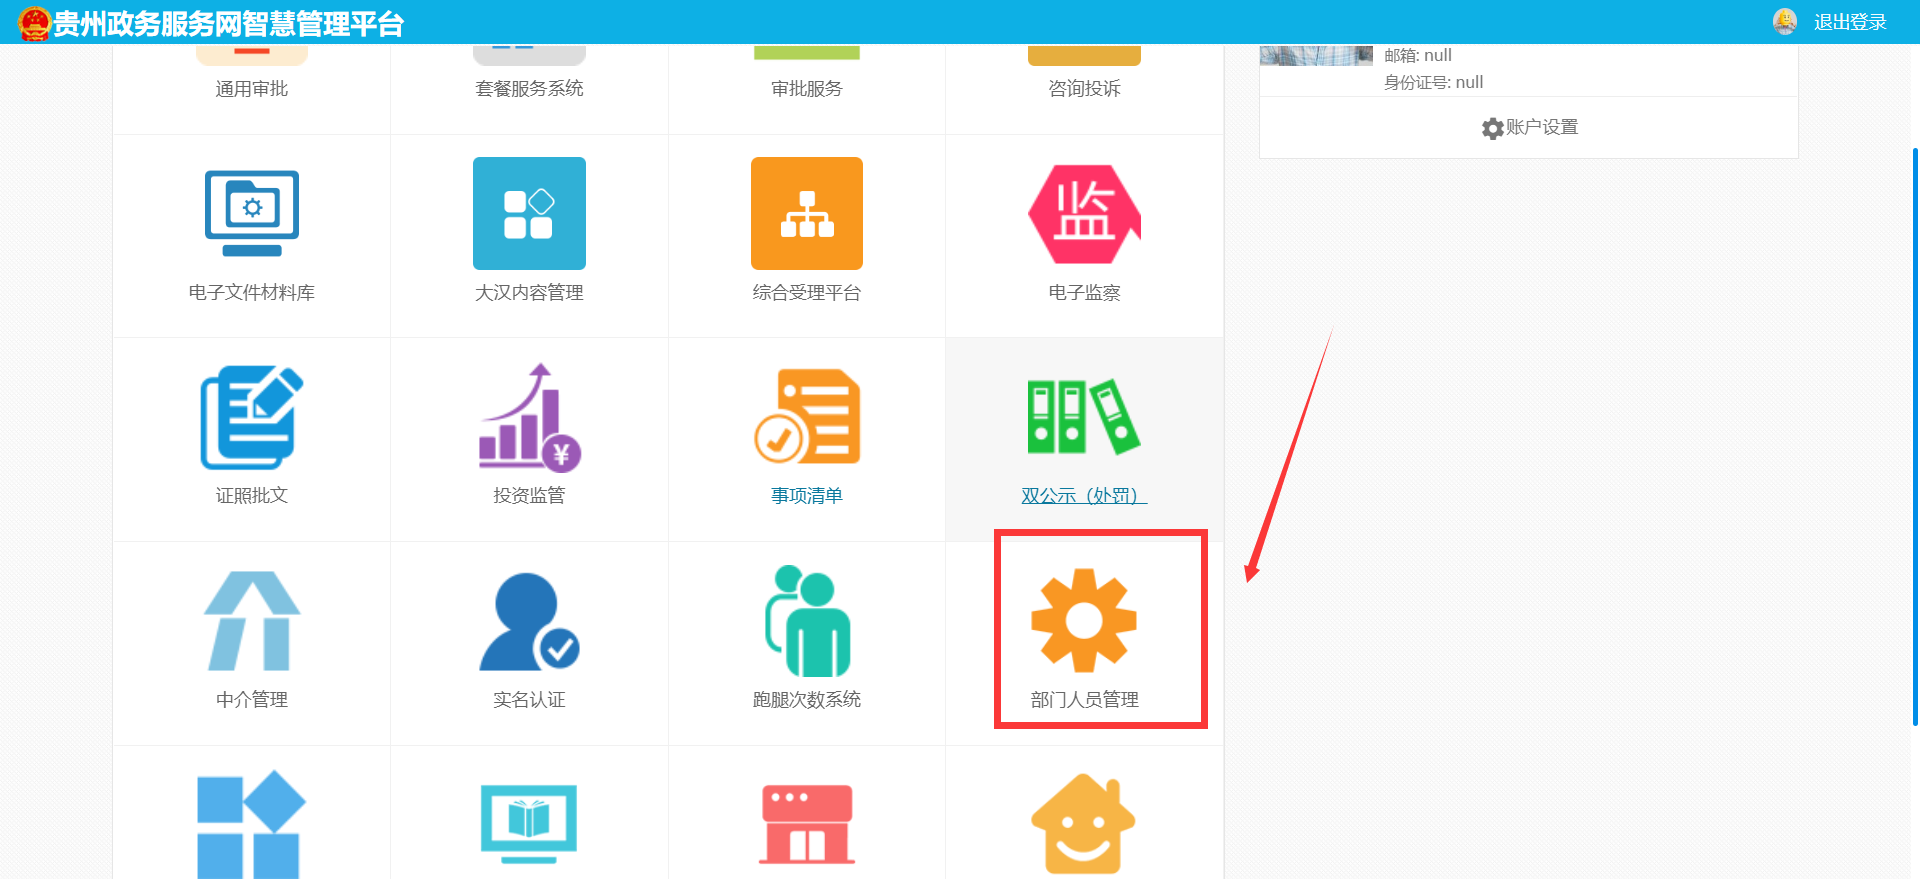 贵州政务服务网智慧管理平台
退出登录
邮箱: null
身份证号: null
账户设置
通用审批
套餐服务系统
审批服务
咨询投诉
电子文件材料库
大汉内容管理
综合受理平台
监
电子监察
证照批文
¥
投资监管
事项清单
双公示（处罚）
中介管理
实名认证
跑腿次数系统
部门人员管理